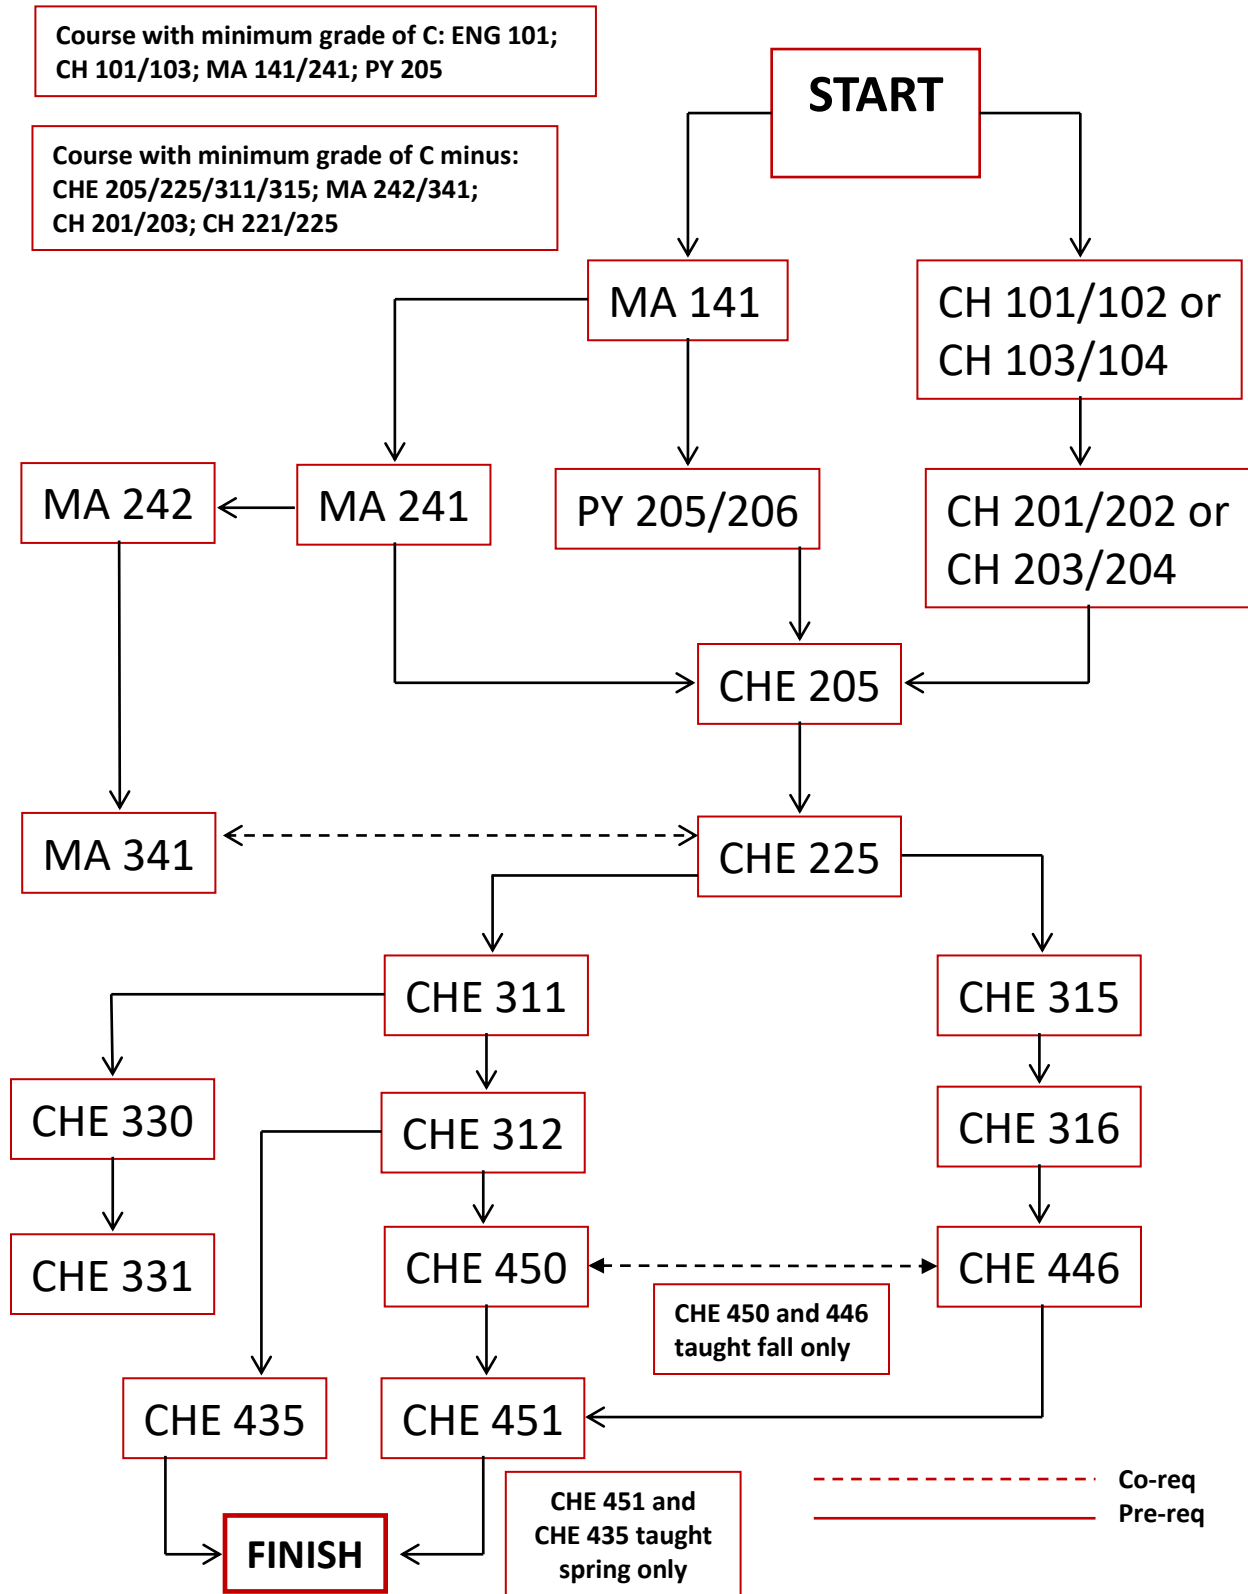 Course with minimum grade of C: ENG 101;
CH 101/103; MA 141/241; PY 205
START
Course with minimum grade of C minus:
CHE 205/225/311/315; MA 242/341;
CH 201/203; CH 221/225
MA 141
CH 101/102 or
CH 103/104
MA 242
MA 241
PY 205/206
CH 201/202 or
CH 203/204
CHE 205
MA 341
CHE 225
CHE 311
CHE 315
CHE 330
CHE 312
CHE 316
CHE 331
CHE 450
CHE 446
CHE 450 and 446
taught fall only
CHE 435
CHE 451
Co-req
Pre-req
CHE 451 and
CHE 435 taught
spring only
FINISH